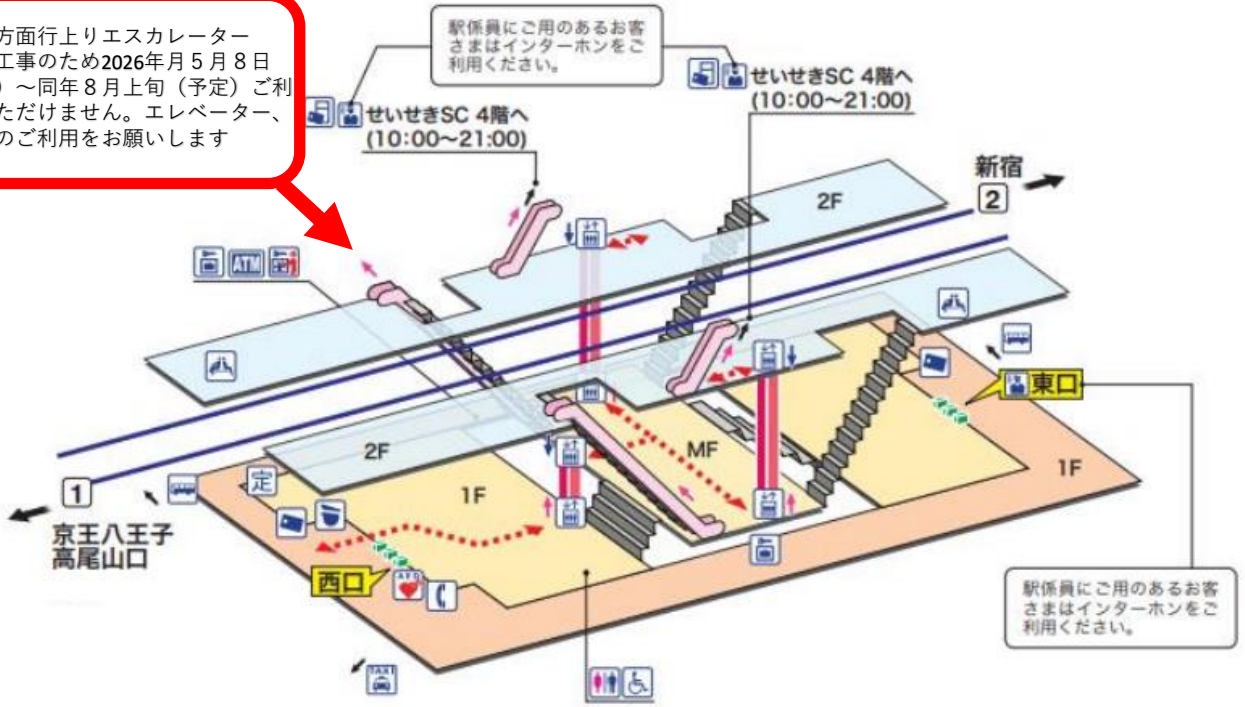 方面行上りエスカレーター
工事のため2026年月５月８日
）～同年８月上旬（予定）ご利
ただけません。エレベーター、
のご利用をお願いします
駅係員にご用のあるお客
さまはインターホンをご
利用ください。
せいせきSC 4階へ
(10:00〜21:00)
せいせきSC 4階へ
(10:00〜21:00)
新宿
2
2F
ATM
東口
MF
1F
2F
定
1F
1
京王八王子
高尾山口
西口
AED
TAXI
駅係員にご用のあるお客
さまはインターホンをご
利用ください。